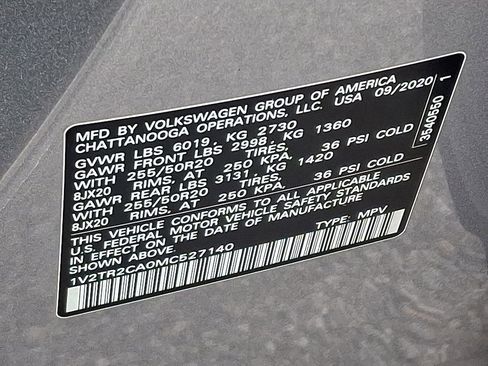 MFD BY VOLKSWAGEN GROUP OF AMERICA
CHATTANOOGA OPERATIONS, LLC. USA 09/2020
GVWR LBS 6019, KG 2730
GAWR FRONT LBS 2998, KG 1360
WITH 255/50R20 TIRES,
8JX20 RIMS, AT 250 KPA. 36 PSI COLD
GAWR REAR LBS 3131 KG 1420
WITH 255/50R20 TIRES,
8JX20 RIMS, AT 250 KPA. 36 PSI COLD
THIS VEHICLE CONFORMS TO ALL APPLICABLE
U.S. FEDERAL MOTOR VEHICLE SAFETY STANDARDS
IN EFFECT ON THE DATE OF MANUFACTURE
SHOWN ABOVE.
1V2TR2CA0MC527140 TYPE: MPV
3540550 1